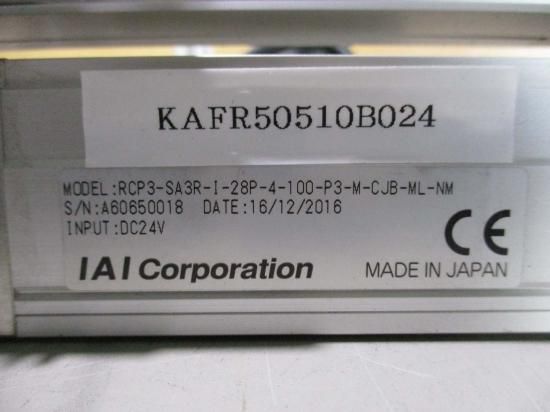 KAFR50510B024
MODEL:RCP3-SA3R-I-28P-4-100-P3-M-CJB-ML-NM
S/N:A60650018 DATE:16/12/2016
INPUT:DC24V
CE
IAI Corporation MADE IN JAPAN